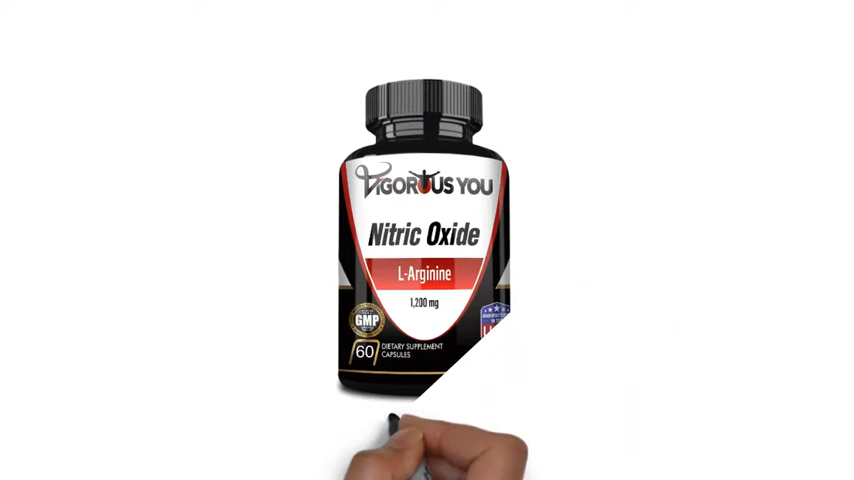 VIGOROUS YOU
Nitric Oxide
L-Arginine
1,200 mg
GMP
60
DIETARY SUPPLEMENT
CAPSULES